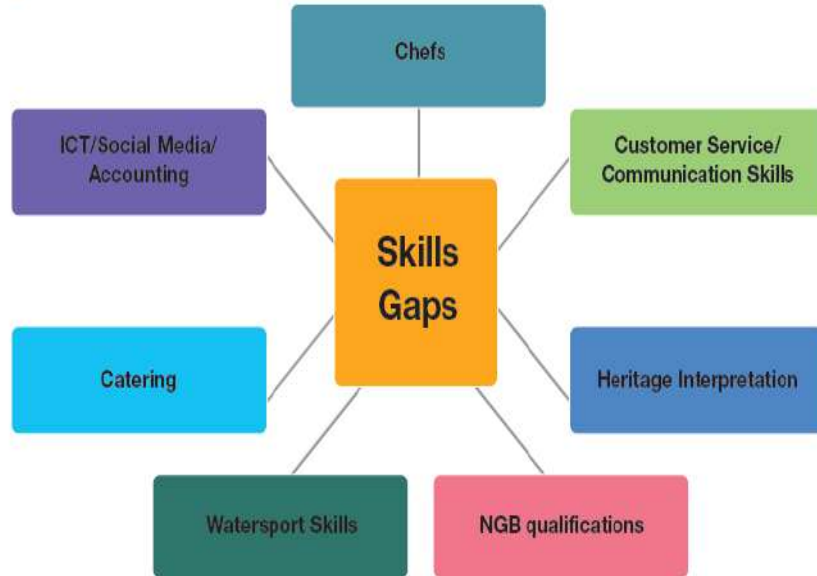 Chefs
ICT/Social Media/
Accounting
Customer Service/
Communication Skills
Skills
Gaps
Catering
Heritage Interpretation
Watersport Skills
NGB qualifications